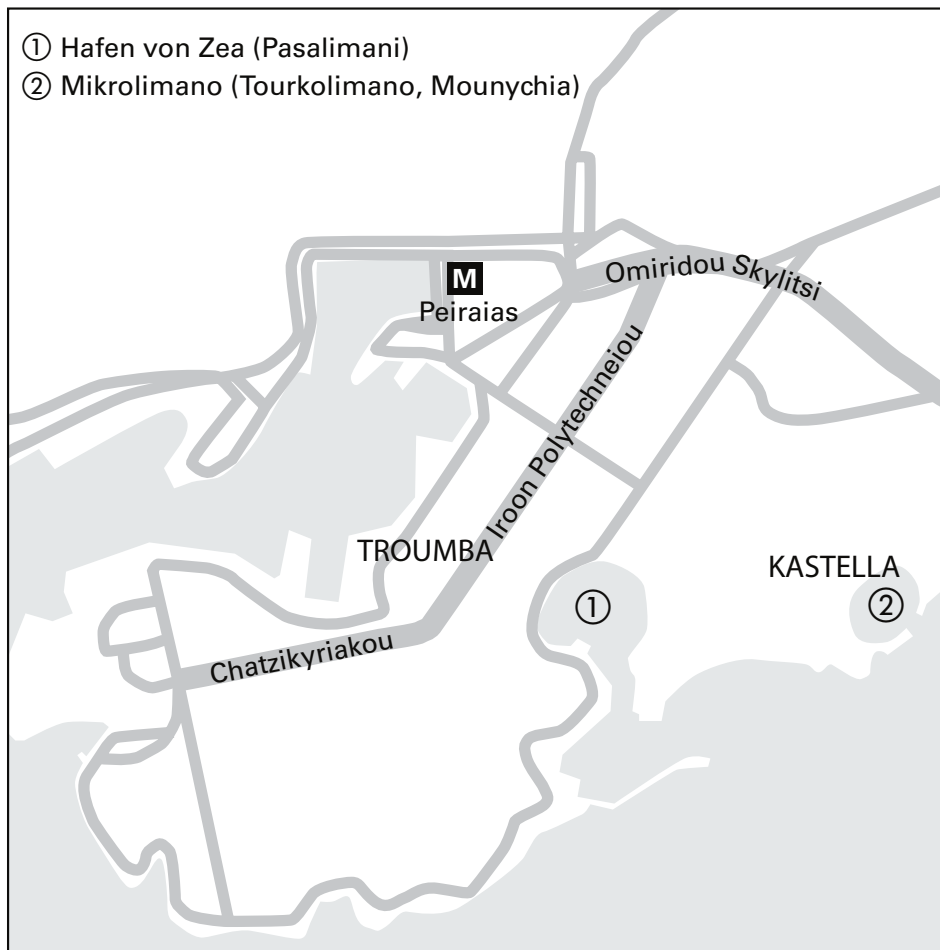 ① Hafen von Zea (Pasalimani)
② Mikrolimano (Tourkolimano, Mounychia)
Omiridou Skylitsi
M
Peiraias
Iroon Polytechneiou
TROUMBA
KASTELLA
①
②
Chatzikyriakou